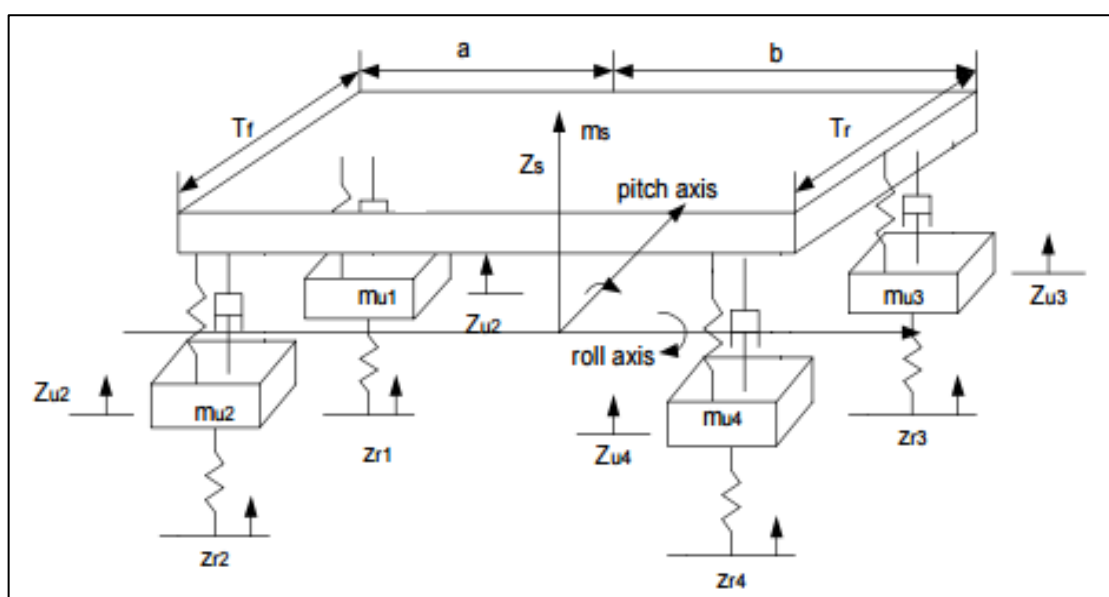 a
b
Tf
Tr
ms
Zs
pitch axis
mu1
mu3
Zu2
Zu3
roll axis
Zu2
mu2
mu4
zr1
Zu4
zr3
zr2
zr4